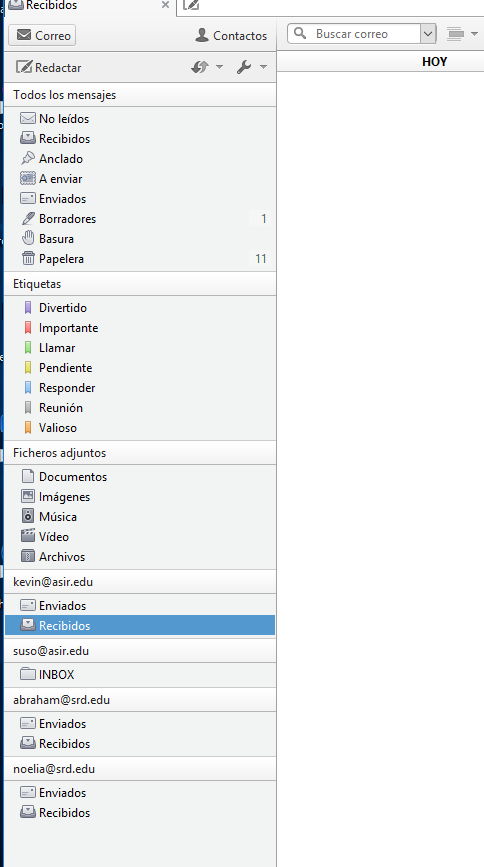 Recibidos
Correo
Contactos
Buscar correo
Redactar
HOY
Todos los mensajes
No leídos
Recibidos
Anclado
A enviar
Enviados
Borradores 1
Basura
Papelera 11
Etiquetas
Divertido
Importante
Llamar
Pendiente
Responder
Reunión
Valioso
Ficheros adjuntos
Documentos
Imágenes
Música
Vídeo
Archivos
kevin@asir.edu
Enviados
Recibidos
suso@asir.edu
INBOX
abraham@srd.edu
Enviados
Recibidos
noelia@srd.edu
Enviados
Recibidos